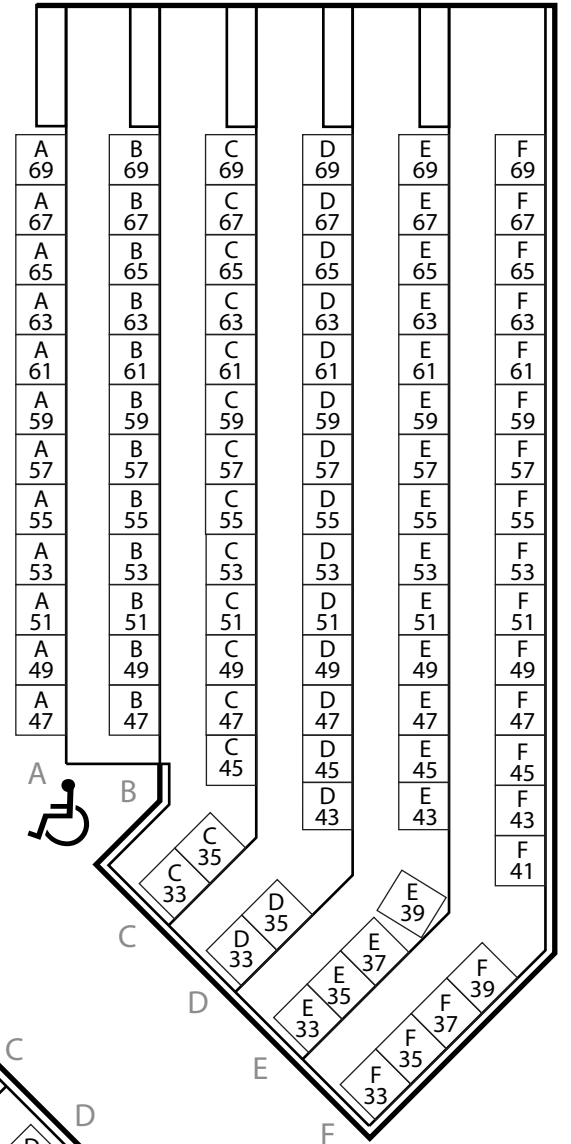 A B C D E F
69 69 69 69 69 69
A B C D E F
67 67 67 67 67 67
A B C D E F
65 65 65 65 65 65
A B C D E F
63 63 63 63 63 63
A B C D E F
61 61 61 61 61 61
A B C D E F
59 59 59 59 59 59
A B C D E F
57 57 57 57 57 57
A B C D E F
55 55 55 55 55 55
A B C D E F
53 53 53 53 53 53
A B C D E F
51 51 51 51 51 51
A B C D E F
49 49 49 49 49 49
A B C D E F
47 47 47 47 47 47
C D E F
45 45 45 45
D E F
43 43 43
F
41
A
B
C
35
C
33
C
D
35
D
33
D
E
39
E
37
E
35
E
33
E
F
39
F
37
F
35
F
33
F
C
D